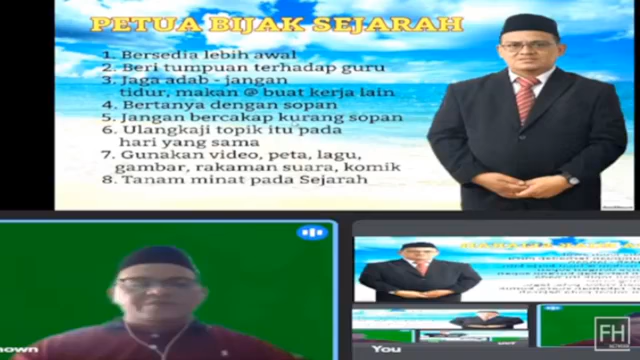 PETUA BIJAK SEJARAH
1. Bersedia lebih awal
2. Beri tumpuan terhadap guru
3. Jaga adab - jangan
tidur, makan @ buat kerja lain
4. Bertanya dengan sopan
5. Jangan bercakap kurang sopan
6. Ulangkaji topik itu pada
hari yang sama
7. Gunakan video, peta, lagu,
gambar, rakaman suara, komik
8. Tanam minat pada Sejarah
nown
You
FH